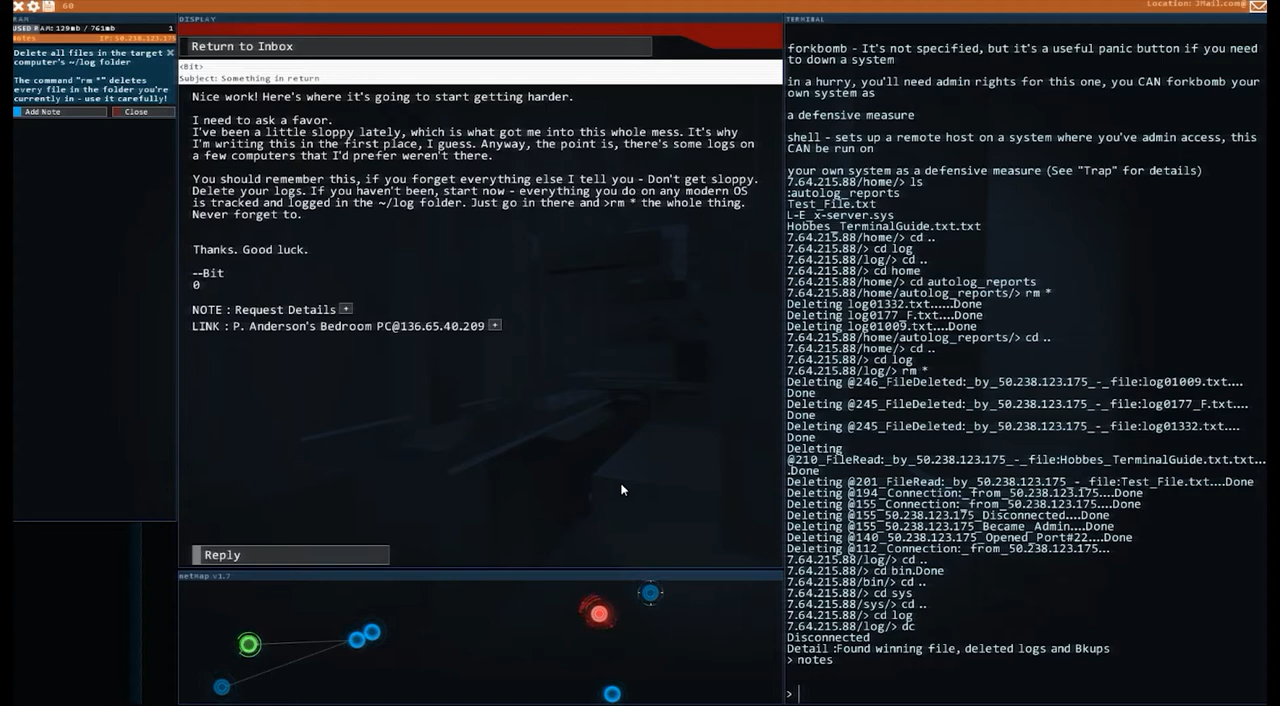 60
Location: JMail.com@
RAM
USED RAM: 129mb / 761mb
1
Notes
IP: 50.238.123.175
Delete all files in the target
computer's ~/log folder
The command "rm *" deletes
every file in the folder you're
currently in - use it carefully!
Add Note
Close
DISPLAY
Return to Inbox
<Bit>
Subject: Something in return
Nice work! Here's where it's going to start getting harder.
I need to ask a favor.
I've been a little sloppy lately, which is what got me into this whole mess. It's why
I'm writing this in the first place, I guess. Anyway, the point is, there's some logs on
a few computers that I'd prefer weren't there.
You should remember this, if you forget everything else I tell you - Don't get sloppy.
Delete your logs. If you haven't been, start now - everything you do on any modern OS
is tracked and logged in the ~/log folder. Just go in there and >rm * the whole thing.
Never forget to.
Thanks. Good luck.
--Bit
0
NOTE : Request Details +
LINK : P. Anderson's Bedroom PC@136.65.40.209 +
Reply
netMap v1.7
TERMINAL
forkbomb - It's not specified, but it's a useful panic button if you need
to down a system
in a hurry, you'll need admin rights for this one, you CAN forkbomb your
own system as
a defensive measure
shell - sets up a remote host on a system where you've admin access, this
CAN be run on
your own system as a defensive measure (See "Trap" for details)
7.64.215.88/home/> ls
:autolog_reports
Test_File.txt
L-E_x-server.sys
Hobbes_TerminalGuide.txt.txt
7.64.215.88/home/> cd ..
7.64.215.88/> cd log
7.64.215.88/log/> cd ..
7.64.215.88/> cd home
7.64.215.88/home/> cd autolog_reports
7.64.215.88/home/autolog_reports/> rm *
Deleting log01332.txt.....Done
Deleting log0177_F.txt....Done
Deleting log01009.txt....Done
7.64.215.88/home/autolog_reports/> cd ..
7.64.215.88/home/> cd ..
7.64.215.88/> cd log
7.64.215.88/log/> rm *
Deleting @246_FileDeleted:_by_50.238.123.175_-_file:log01009.txt....
Done
Deleting @245_FileDeleted:_by_50.238.123.175_-_file:log0177_F.txt....
Done
Deleting @245_FileDeleted:_by_50.238.123.175_-_file:log01332.txt....
Done
Deleting
@210_FileRead:_by_50.238.123.175_-_file:Hobbes_TerminalGuide.txt.txt...
.Done
Deleting @201_FileRead:_by_50.238.123.175_-_file:Test_File.txt....Done
Deleting @194_Connection:_from_50.238.123.175....Done
Deleting @155_Connection:_from_50.238.123.175....Done
Deleting @155_50.238.123.175_Disconnected....Done
Deleting @155_50.238.123.175_Became_Admin....Done
Deleting @140_50.238.123.175_Opened_Port#22....Done
Deleting @112_Connection:_from_50.238.123.175...
7.64.215.88/log/> cd ..
7.64.215.88/> cd bin.Done
7.64.215.88/bin/> cd ..
7.64.215.88/> cd sys
7.64.215.88/sys/> cd ..
7.64.215.88/> cd log
7.64.215.88/log/> dc
Disconnected
Detail :Found winning file, deleted logs and Bkups
> notes
>